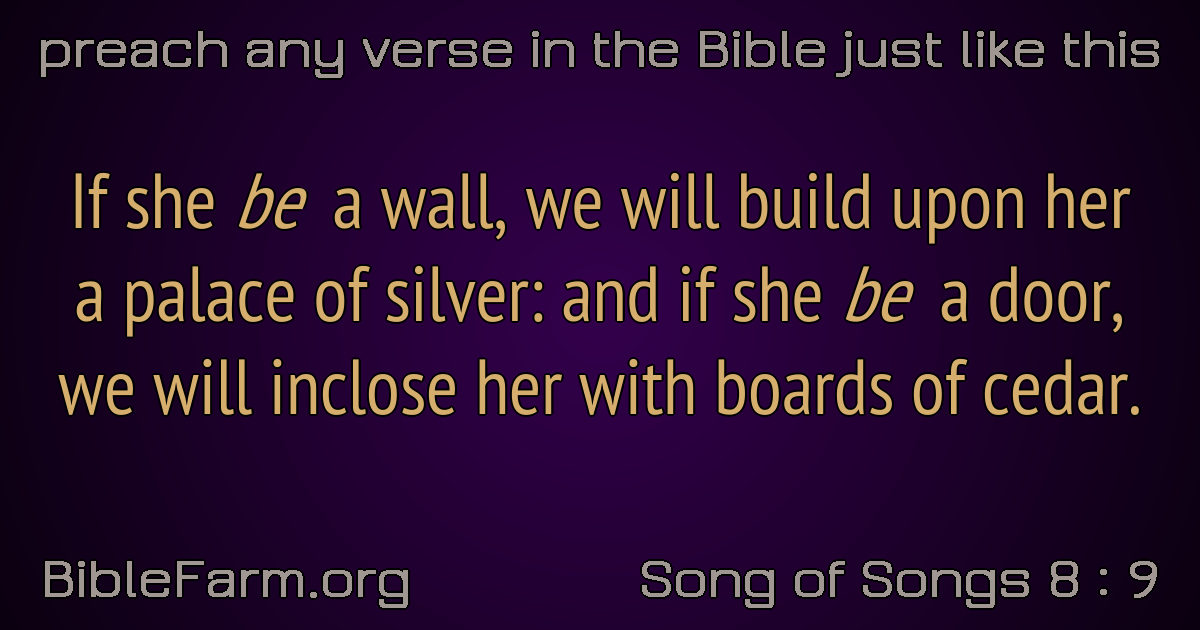 preach any verse in the Bible just like this
If she be a wall, we will build upon her
a palace of silver: and if she be a door,
we will inclose her with boards of cedar.
BibleFarm.org
Song of Songs 8 : 9